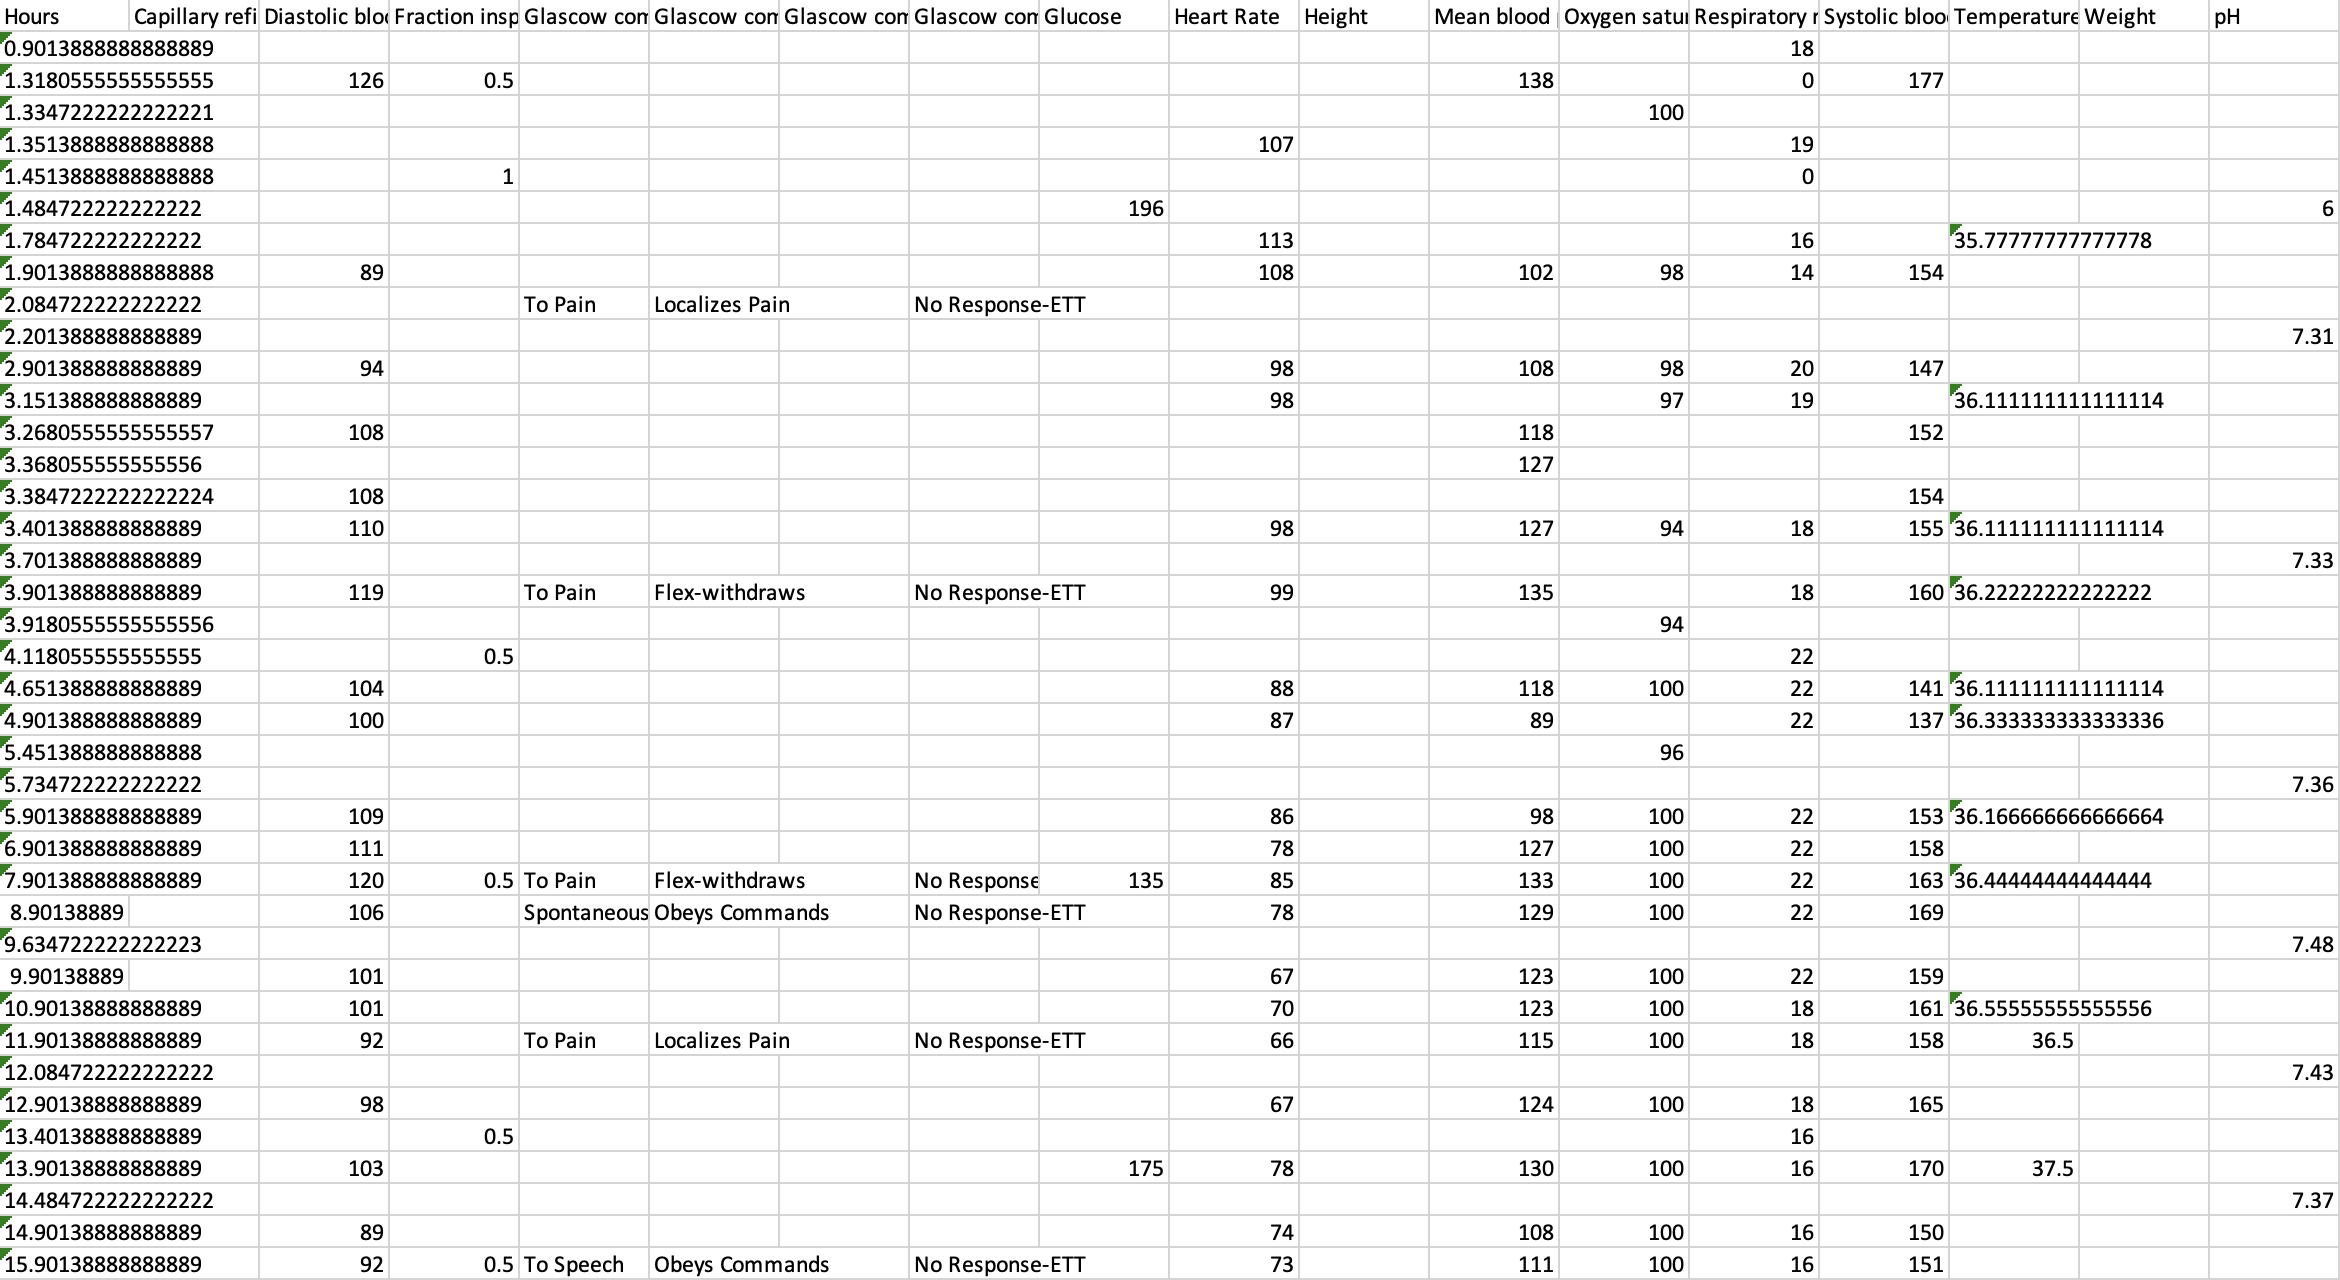 Hours Capillary refi Diastolic bloo Fraction insp Glascow con Glascow con Glascow con Glascow con Glucose Heart Rate Height Mean blood Oxygen satur Respiratory r Systolic bloo Temperature Weight pH
0.9013888888888889 18
1.3180555555555555 126 0.5 138 0 177
1.3347222222222221 100
1.3513888888888888 107 19
1.4513888888888888 1 0
1.484722222222222 196 6
1.784722222222222 113 16 35.77777777777778
1.9013888888888888 89 108 102 98 14 154
2.084722222222222 To Pain Localizes Pain No Response-ETT
2.201388888888889 7.31
2.901388888888889 94 98 108 98 20 147
3.151388888888889 98 97 19 36.111111111111114
3.2680555555555557 108 118 152
3.368055555555556 127
3.3847222222222224 108 154
3.401388888888889 110 98 127 94 18 155 36.111111111111114
3.701388888888889 7.33
3.901388888888889 119 To Pain Flex-withdraws No Response-ETT 99 135 18 160 36.22222222222222
3.9180555555555556 94
4.118055555555555 0.5 22
4.651388888888889 104 88 118 100 22 141 36.111111111111114
4.901388888888889 100 87 89 22 137 36.333333333333336
5.451388888888888 96
5.734722222222222 7.36
5.901388888888889 109 86 98 100 22 153 36.166666666666664
6.901388888888889 111 78 127 100 22 158
7.901388888888889 120 0.5 To Pain Flex-withdraws No Response 135 85 133 100 22 163 36.44444444444444
8.90138889 106 Spontaneous Obeys Commands No Response-ETT 78 129 100 22 169
9.634722222222223 7.48
9.90138889 101 67 123 100 22 159
10.901388888888889 101 70 123 100 18 161 36.55555555555556
11.901388888888889 92 To Pain Localizes Pain No Response-ETT 66 115 100 18 158 36.5
12.084722222222222 7.43
12.901388888888889 98 67 124 100 18 165
13.401388888888889 0.5 16
13.901388888888889 103 175 78 130 100 16 170 37.5
14.484722222222222 7.37
14.901388888888889 89 74 108 100 16 150
15.901388888888889 92 0.5 To Speech Obeys Commands No Response-ETT 73 111 100 16 151